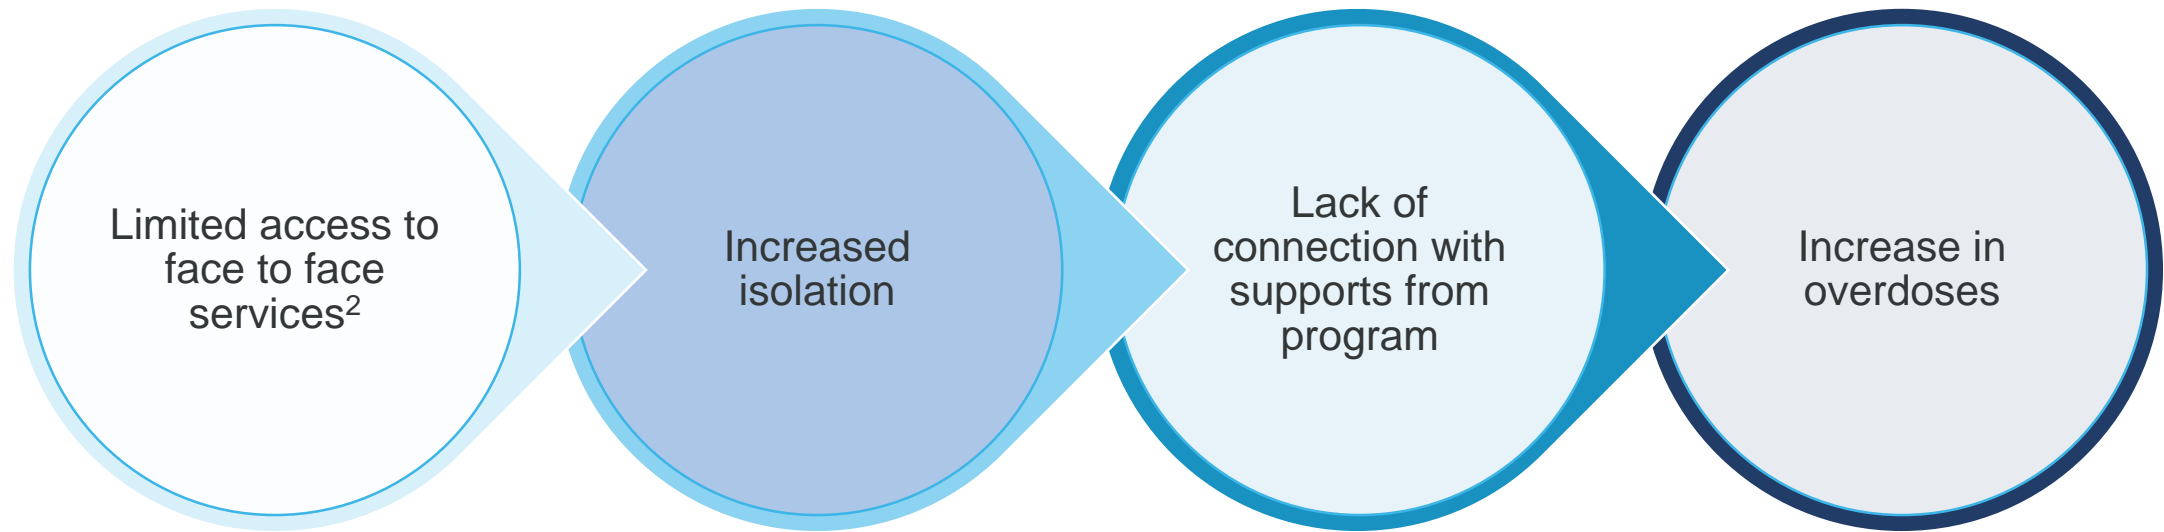 Limited access to
face to face
services²
Increased
isolation
Lack of
connection with
supports from
program
Increase in
overdoses